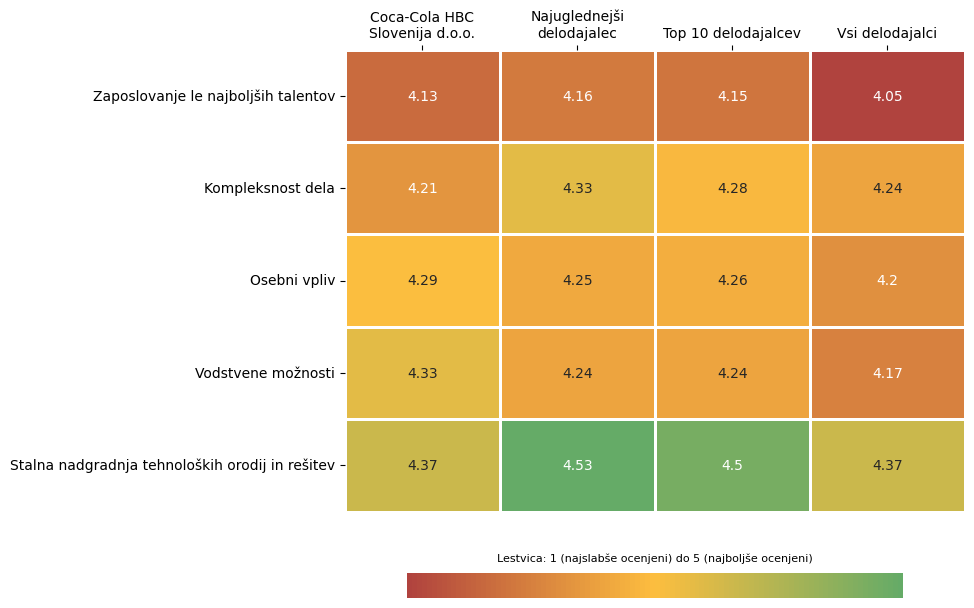 Coca-Cola HBC
Slovenija d.o.o.
Najuglednejši
delodajalec
Top 10 delodajalcev
Vsi delodajalci
Zaposlovanje le najboljših talentov
4.13
4.16
4.15
4.05
Kompleksnost dela
4.21
4.33
4.28
4.24
Osebni vpliv
4.29
4.25
4.26
4.2
Vodstvene možnosti
4.33
4.24
4.24
4.17
Stalna nadgradnja tehnoloških orodij in rešitev
4.37
4.53
4.5
4.37
Lestvica: 1 (najslabše ocenjeni) do 5 (najboljše ocenjeni)